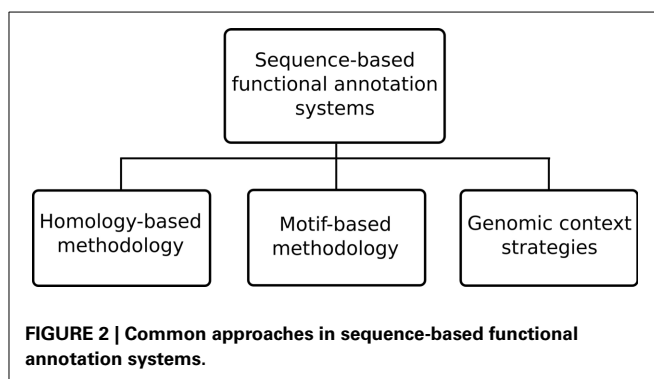 Sequence-based
functional annotation
systems
Homology-based
methodology
Motif-based
methodology
Genomic context
strategies
FIGURE 2 | Common approaches in sequence-based functional
annotation systems.